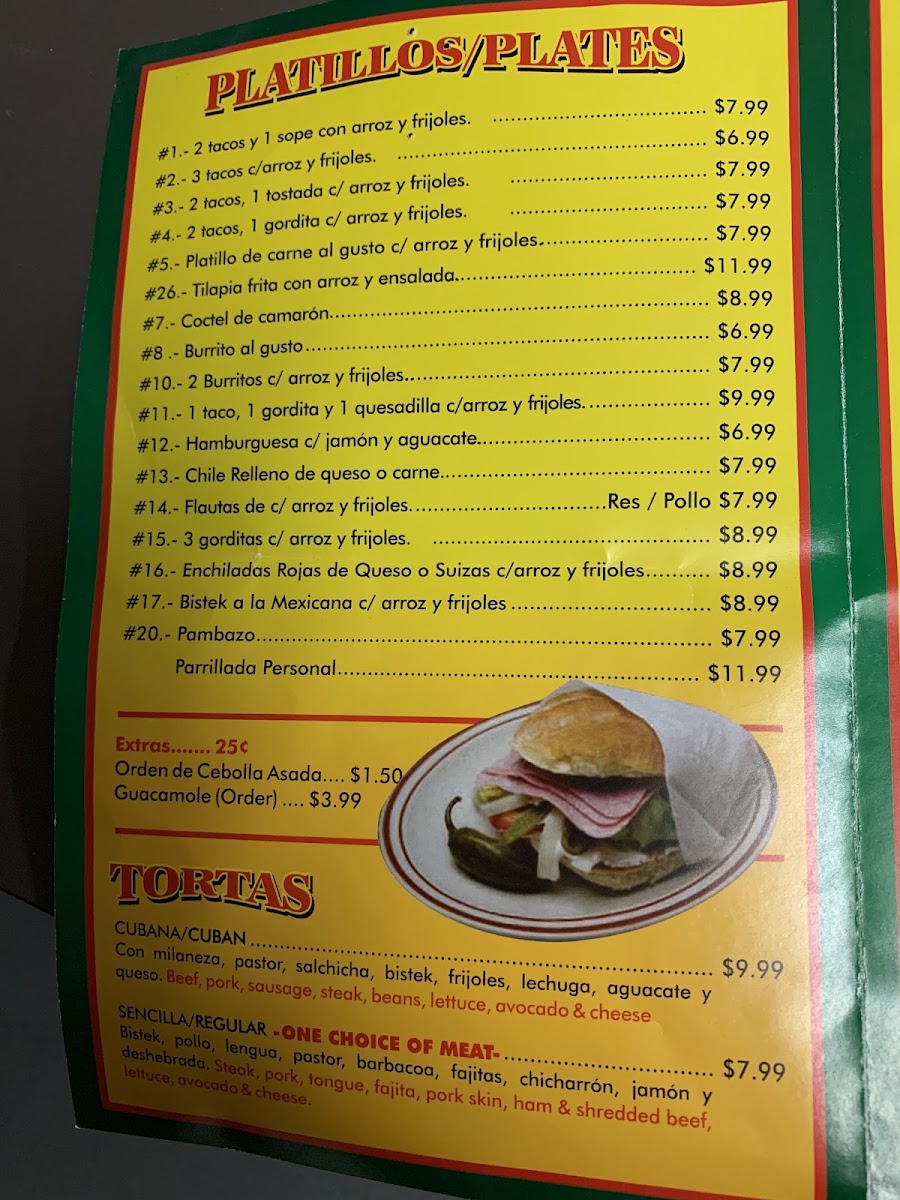 PLATILLOS/PLATES
#1.- 2 tacos y 1 sope con arroz y frijoles. ................................ $7.99
#2.- 3 tacos c/arroz y frijoles. ................................ $6.99
#3.- 2 tacos, 1 tostada c/ arroz y frijoles. ................................ $7.99
#4.- 2 tacos, 1 gordita c/ arroz y frijoles. ................................ $7.99
#5.- Platillo de carne al gusto c/ arroz y frijoles................................ $7.99
#26.- Tilapia frita con arroz y ensalada................................ $11.99
#7.- Coctel de camarón................................ $8.99
#8 .- Burrito al gusto................................ $6.99
#10.- 2 Burritos c/ arroz y frijoles................................ $7.99
#11.- 1 taco, 1 gordita y 1 quesadilla c/arroz y frijoles..................... $9.99
#12.- Hamburguesa c/ jamón y aguacate................................ $6.99
#13.- Chile Relleno de queso o carne................................ $7.99
#14.- Flautas de c/ arroz y frijoles................................Res / Pollo $7.99
#15.- 3 gorditas c/ arroz y frijoles. ................................ $8.99
#16.- Enchiladas Rojas de Queso o Suizas c/arroz y frijoles.......... $8.99
#17.- Bistek a la Mexicana c/ arroz y frijoles ................................ $8.99
#20.- Pambazo................................ $7.99
Parrillada Personal................................ $11.99
Extras....... 25¢
Orden de Cebolla Asada.... $1.50
Guacamole (Order) .... $3.99
TORTAS
CUBANA/CUBAN ................................ $9.99
Con milaneza, pastor, salchicha, bistek, frijoles, lechuga, aguacate y
queso. Beef, pork, sausage, steak, beans, lettuce, avocado & cheese
SENCILLA/REGULAR -ONE CHOICE OF MEAT-................................ $7.99
Bistek, pollo, lengua, pastor, barbacoa, fajitas, chicharrón, jamón y
deshebrada. Steak, pork, tongue, fajita, pork skin, ham & shredded beef,
lettuce, avocado & cheese.